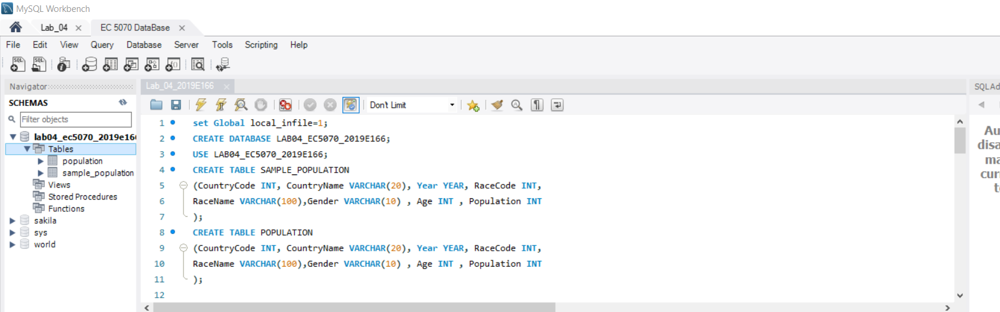 MySQL Workbench
Lab_04 EC 5070 DataBase
File Edit View Query Database Server Tools Scripting Help
Navigator
SCHEMAS
Filter objects
lab04_ec5070_2019e16
Tables
population
sample_population
Views
Stored Procedures
Functions
sakila
sys
world
Lab_04_2019E166
Don't Limit
1 set Global local_infile=1;
2 CREATE DATABASE LAB04_EC5070_2019E166;
3 USE LAB04_EC5070_2019E166;
4 CREATE TABLE SAMPLE_POPULATION
5 (CountryCode INT, CountryName VARCHAR(20), Year YEAR, RaceCode INT,
6 RaceName VARCHAR(100),Gender VARCHAR(10) , Age INT , Population INT
7 );
8 CREATE TABLE POPULATION
9 (CountryCode INT, CountryName VARCHAR(20), Year YEAR, RaceCode INT,
10 RaceName VARCHAR(100),Gender VARCHAR(10) , Age INT , Population INT
11 );
12
SQLAd
Au
disa
ma
curr
t